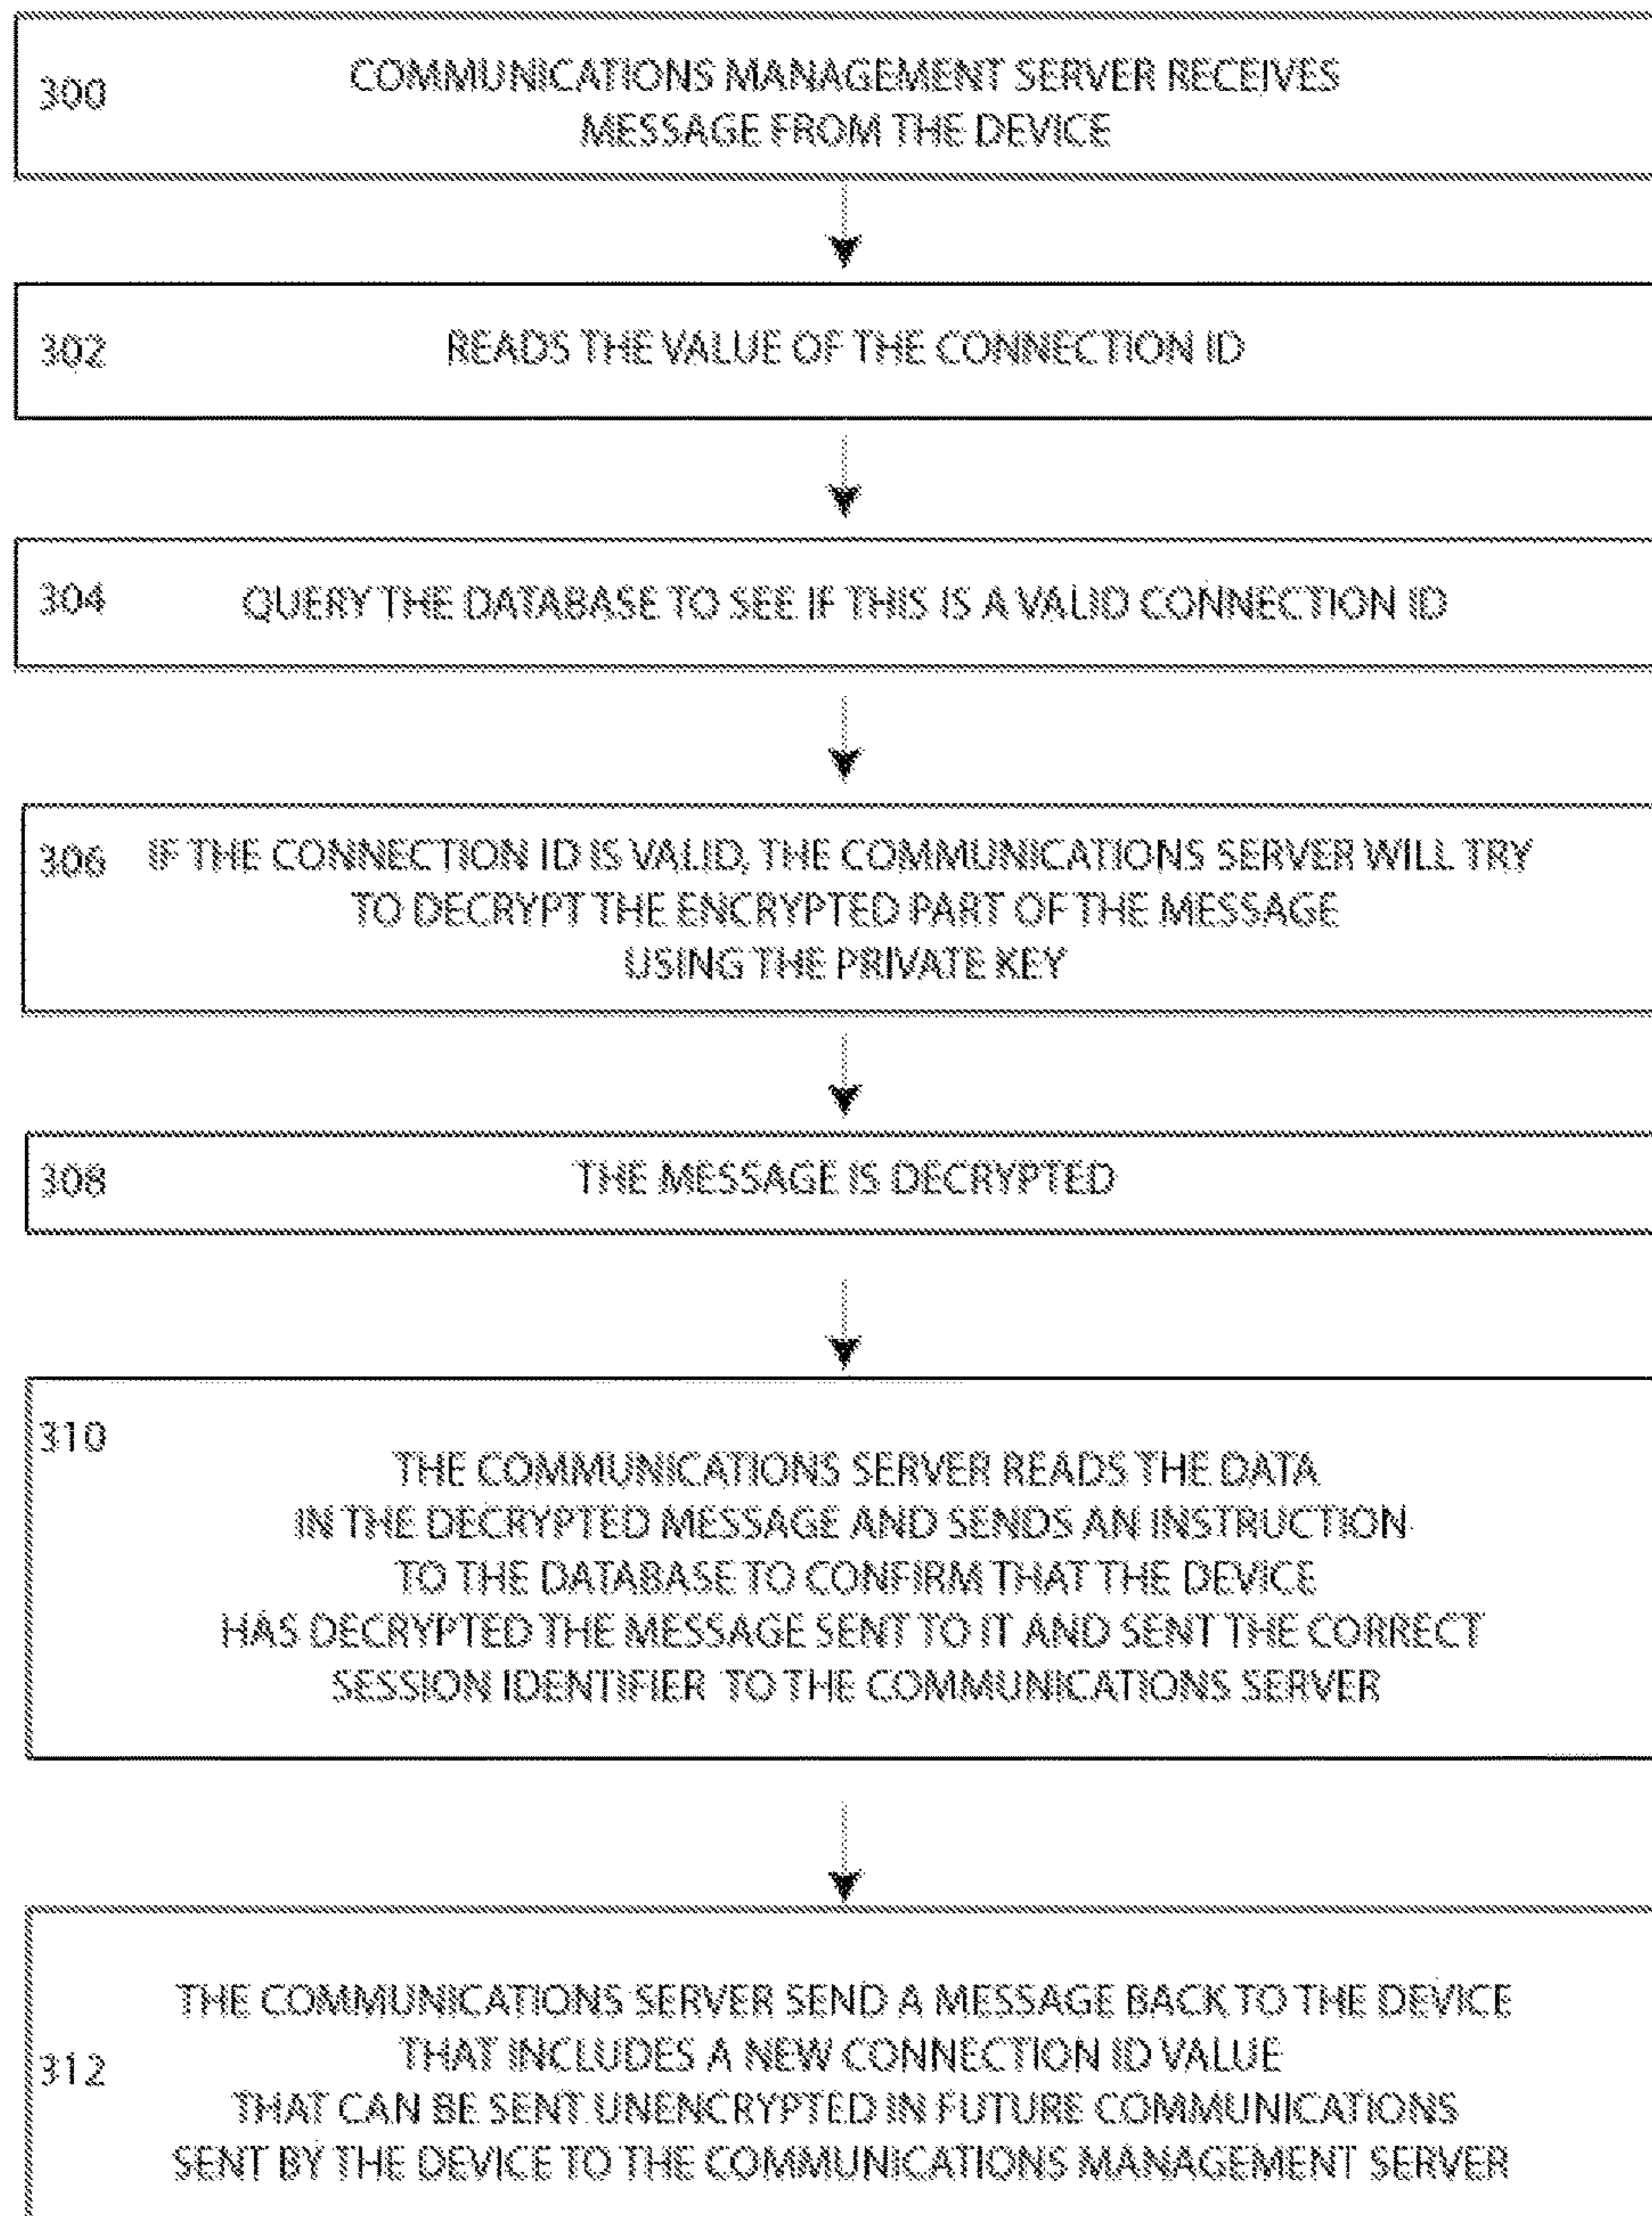 300 COMMUNICATIONS MANAGEMENT SERVER RECEIVES
MESSAGE FROM THE DEVICE
302 READS THE VALUE OF THE CONNECTION ID
304 QUERY THE DATABASE TO SEE IF THIS IS A VALID CONNECTION ID
306 IF THE CONNECTION ID IS VALID, THE COMMUNICATIONS SERVER WILL TRY
TO DECRYPT THE ENCRYPTED PART OF THE MESSAGE
USING THE PRIVATE KEY
308 THE MESSAGE IS DECRYPTED
310
THE COMMUNICATIONS SERVER READS THE DATA
IN THE DECRYPTED MESSAGE AND SENDS AN INSTRUCTION
TO THE DATABASE TO CONFIRM THAT THE DEVICE
HAS DECRYPTED THE MESSAGE SENT TO IT AND SENT THE CORRECT
SESSION IDENTIFIER TO THE COMMUNICATIONS SERVER
THE COMMUNICATIONS SERVER SEND A MESSAGE BACK TO THE DEVICE
THAT INCLUDES A NEW CONNECTION ID VALUE
312
THAT CAN BE SENT UNENCRYPTED IN FUTURE COMMUNICATIONS
SENT BY THE DEVICE TO THE COMMUNICATIONS MANAGEMENT SERVER